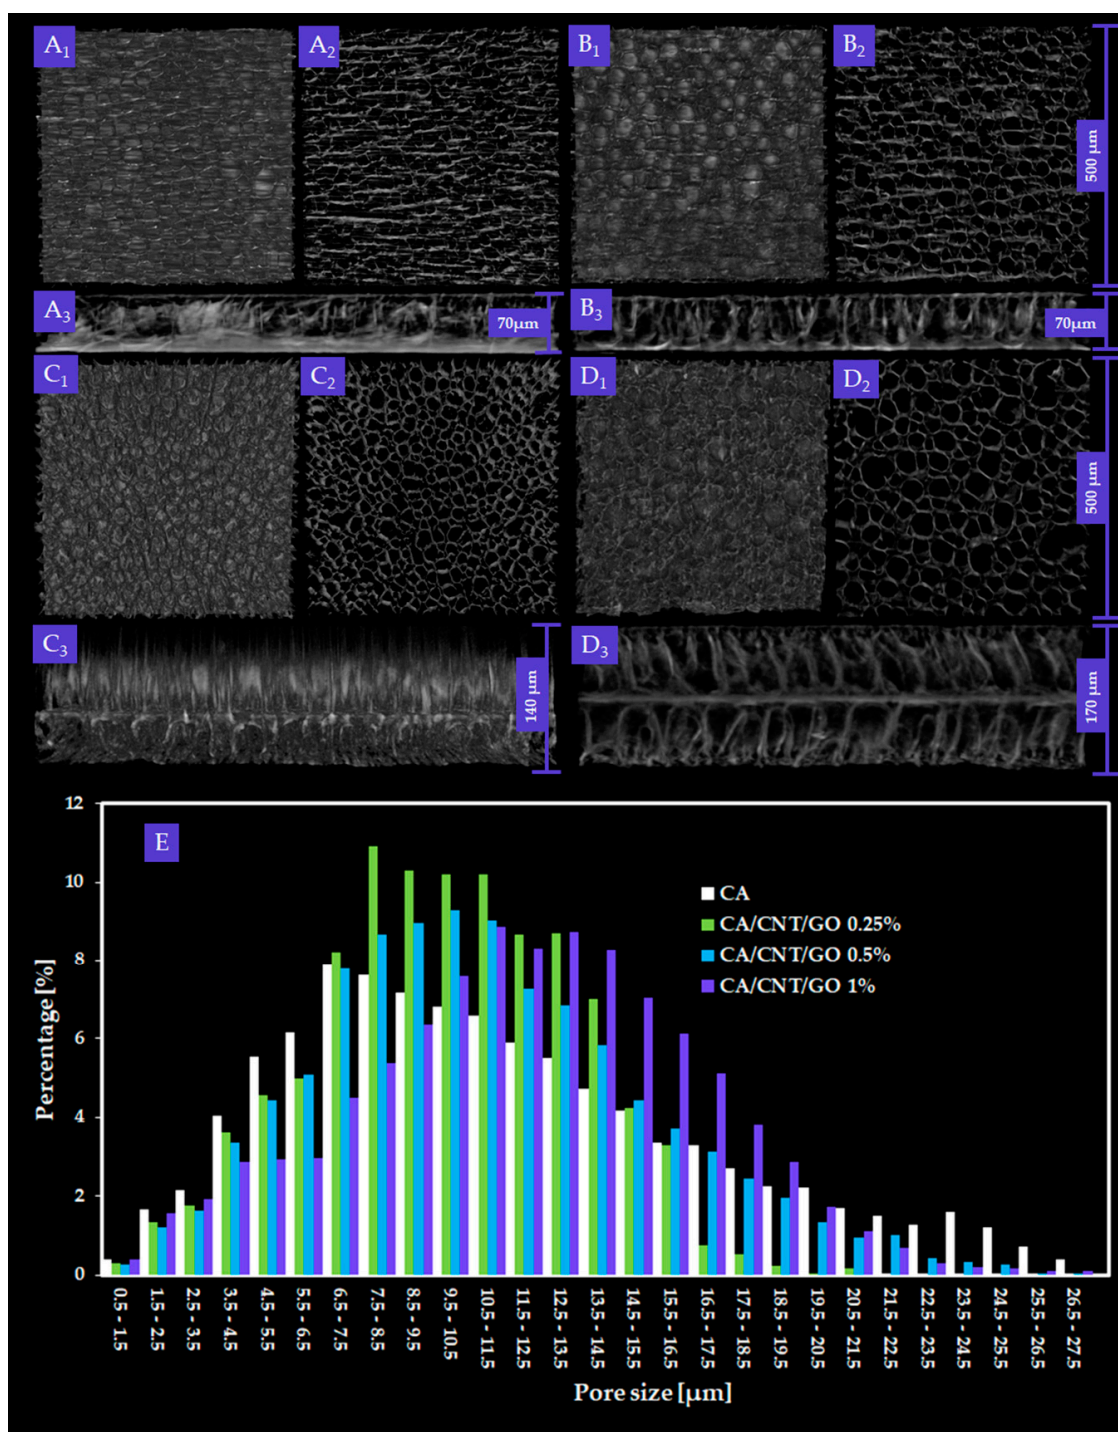 A₁
A₂
B₁
B₂
500 μm
A₃
70μm
B₃
70μm
C₁
C₂
D₁
D₂
500 μm
C₃
140 μm
D₃
170 μm
E
Percentage [%]
12
10
8
6
4
2
0
CA
CA/CNT/GO 0.25%
CA/CNT/GO 0.5%
CA/CNT/GO 1%
0.5 - 1.5
1.5 - 2.5
2.5 - 3.5
3.5 - 4.5
4.5 - 5.5
5.5 - 6.5
6.5 - 7.5
7.5 - 8.5
8.5 - 9.5
9.5 - 10.5
10.5 - 11.5
11.5 - 12.5
12.5 - 13.5
13.5 - 14.5
14.5 - 15.5
15.5 - 16.5
16.5 - 17.5
17.5 - 18.5
18.5 - 19.5
19.5 - 20.5
20.5 - 21.5
21.5 - 22.5
22.5 - 23.5
23.5 - 24.5
24.5 - 25.5
25.5 - 26.5
26.5 - 27.5
Pore size [μm]